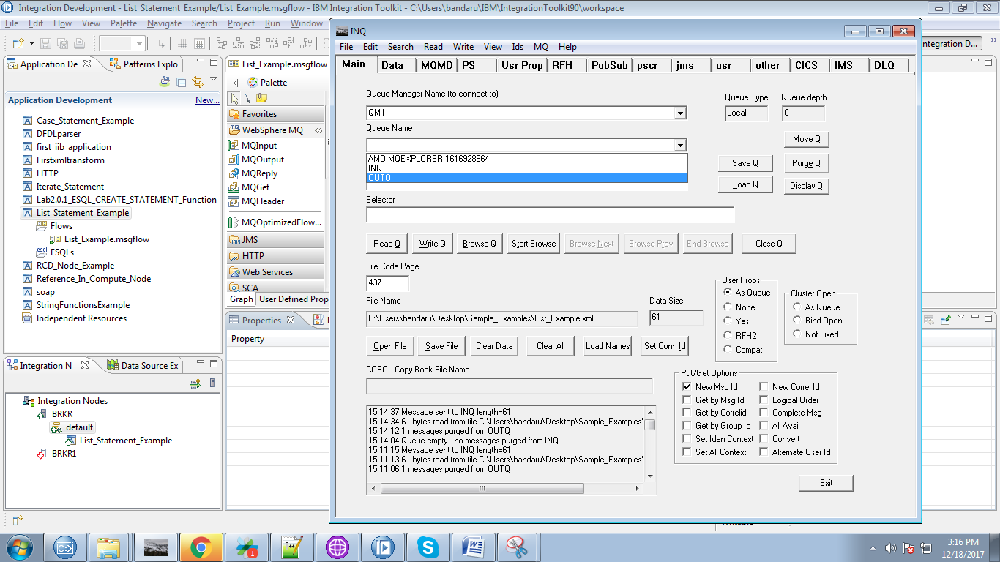 Integration Development - List_Statement_Example/List_Example.msgflow - IBM Integration Toolkit - C:\Users\bandaru\IBM\IntegrationToolkit90\workspace
File Edit Flow View Palette Navigate Search Project Run Window
Integration D...
Application De
Patterns Explo
Application Development
New...
Case_Statement_Example
DFDLparser
first_iib_application
Firstxmltransform
HTTP
Iterate_Statement
Lab2.0.1_ESQL_CREATE_STATEMENT_Function
List_Statement_Example
Flows
List_Example.msgflow
ESQLs
RCD_Node_Example
Reference_In_Compute_Node
soap
StringFunctionsExample
Independent Resources
Integration N
Data Source Ex
Integration Nodes
BRKR
default
List_Statement_Example
BRKR1
List_Example.msgflow
Palette
Favorites
WebSphere MQ
MQInput
MQOutput
MQReply
MQGet
MQHeader
MQOptimizedFlow...
JMS
HTTP
Web Services
SCA
Graph User Defined Prop
Properties
Property
INQ
File Edit Search Read Write View Ids MQ Help
Main Data MQMD PS Usr Prop RFH PubSub pscr jms usr other CICS IMS DLQ
Queue Manager Name (to connect to)
QM1
Queue Type
Local
Queue depth
0
Queue Name
AMQ.MQEXPLORER.1616928864
INQ
OUTQ
Move Q
Save Q
Purge Q
Load Q
Display Q
Selector
Read Q
Write Q
Browse Q
Start Browse
Browse Next
Browse Prev
End Browse
Close Q
File Code Page
437
File Name
C:\Users\bandaru\Desktop\Sample_Examples\List_Example.xml
Data Size
61
Open File
Save File
Clear Data
Clear All
Load Names
Set Conn Id
User Props
As Queue
None
Yes
RFH2
Compat
Cluster Open
As Queue
Bind Open
Not Fixed
COBOL Copy Book File Name
15.14.37 Message sent to INQ length=61
15.14.34 61 bytes read from file C:\Users\bandaru\Desktop\Sample_Examples'
15.14.12 1 messages purged from OUTQ
15.14.04 Queue empty - no messages purged from INQ
15.11.15 Message sent to INQ length=61
15.11.13 61 bytes read from file C:\Users\bandaru\Desktop\Sample_Examples'
15.11.06 1 messages purged from OUTQ
Put/Get Options
New Msg Id
New Correl Id
Get by Msg Id
Logical Order
Get by Correlid
Complete Msg
Get by Group Id
All Avail
Set Iden Context
Convert
Set All Context
Alternate User Id
Exit
3:16 PM
12/18/2017